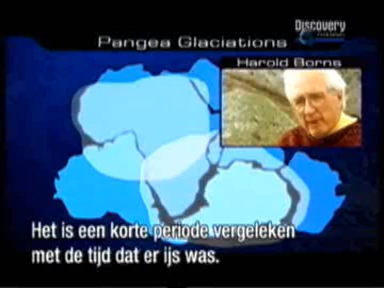 Discovery
Pangea Glaciations
Harold Borns
Het is een korte periode vergeleken
met de tijd dat er ijs was.